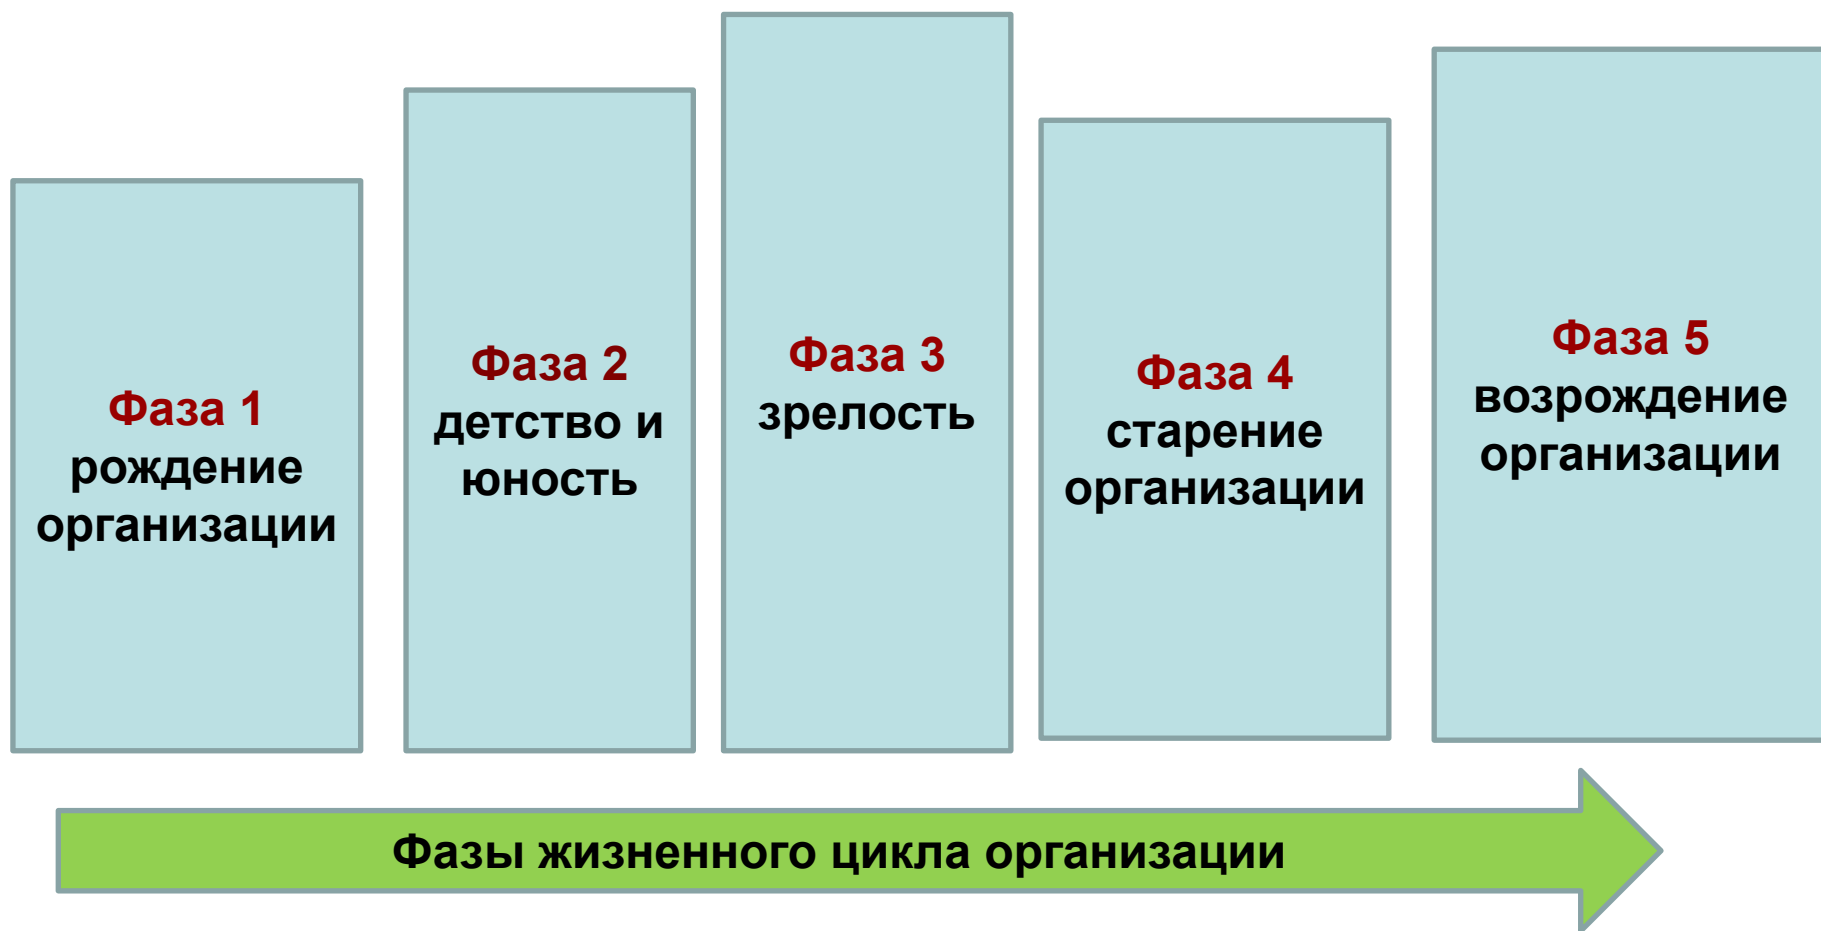 Фаза 1
рождение
организации
Фаза 2
детство и
юность
Фаза 3
зрелость
Фаза 4
старение
организации
Фаза 5
возрождение
организации
Фазы жизненного цикла организации